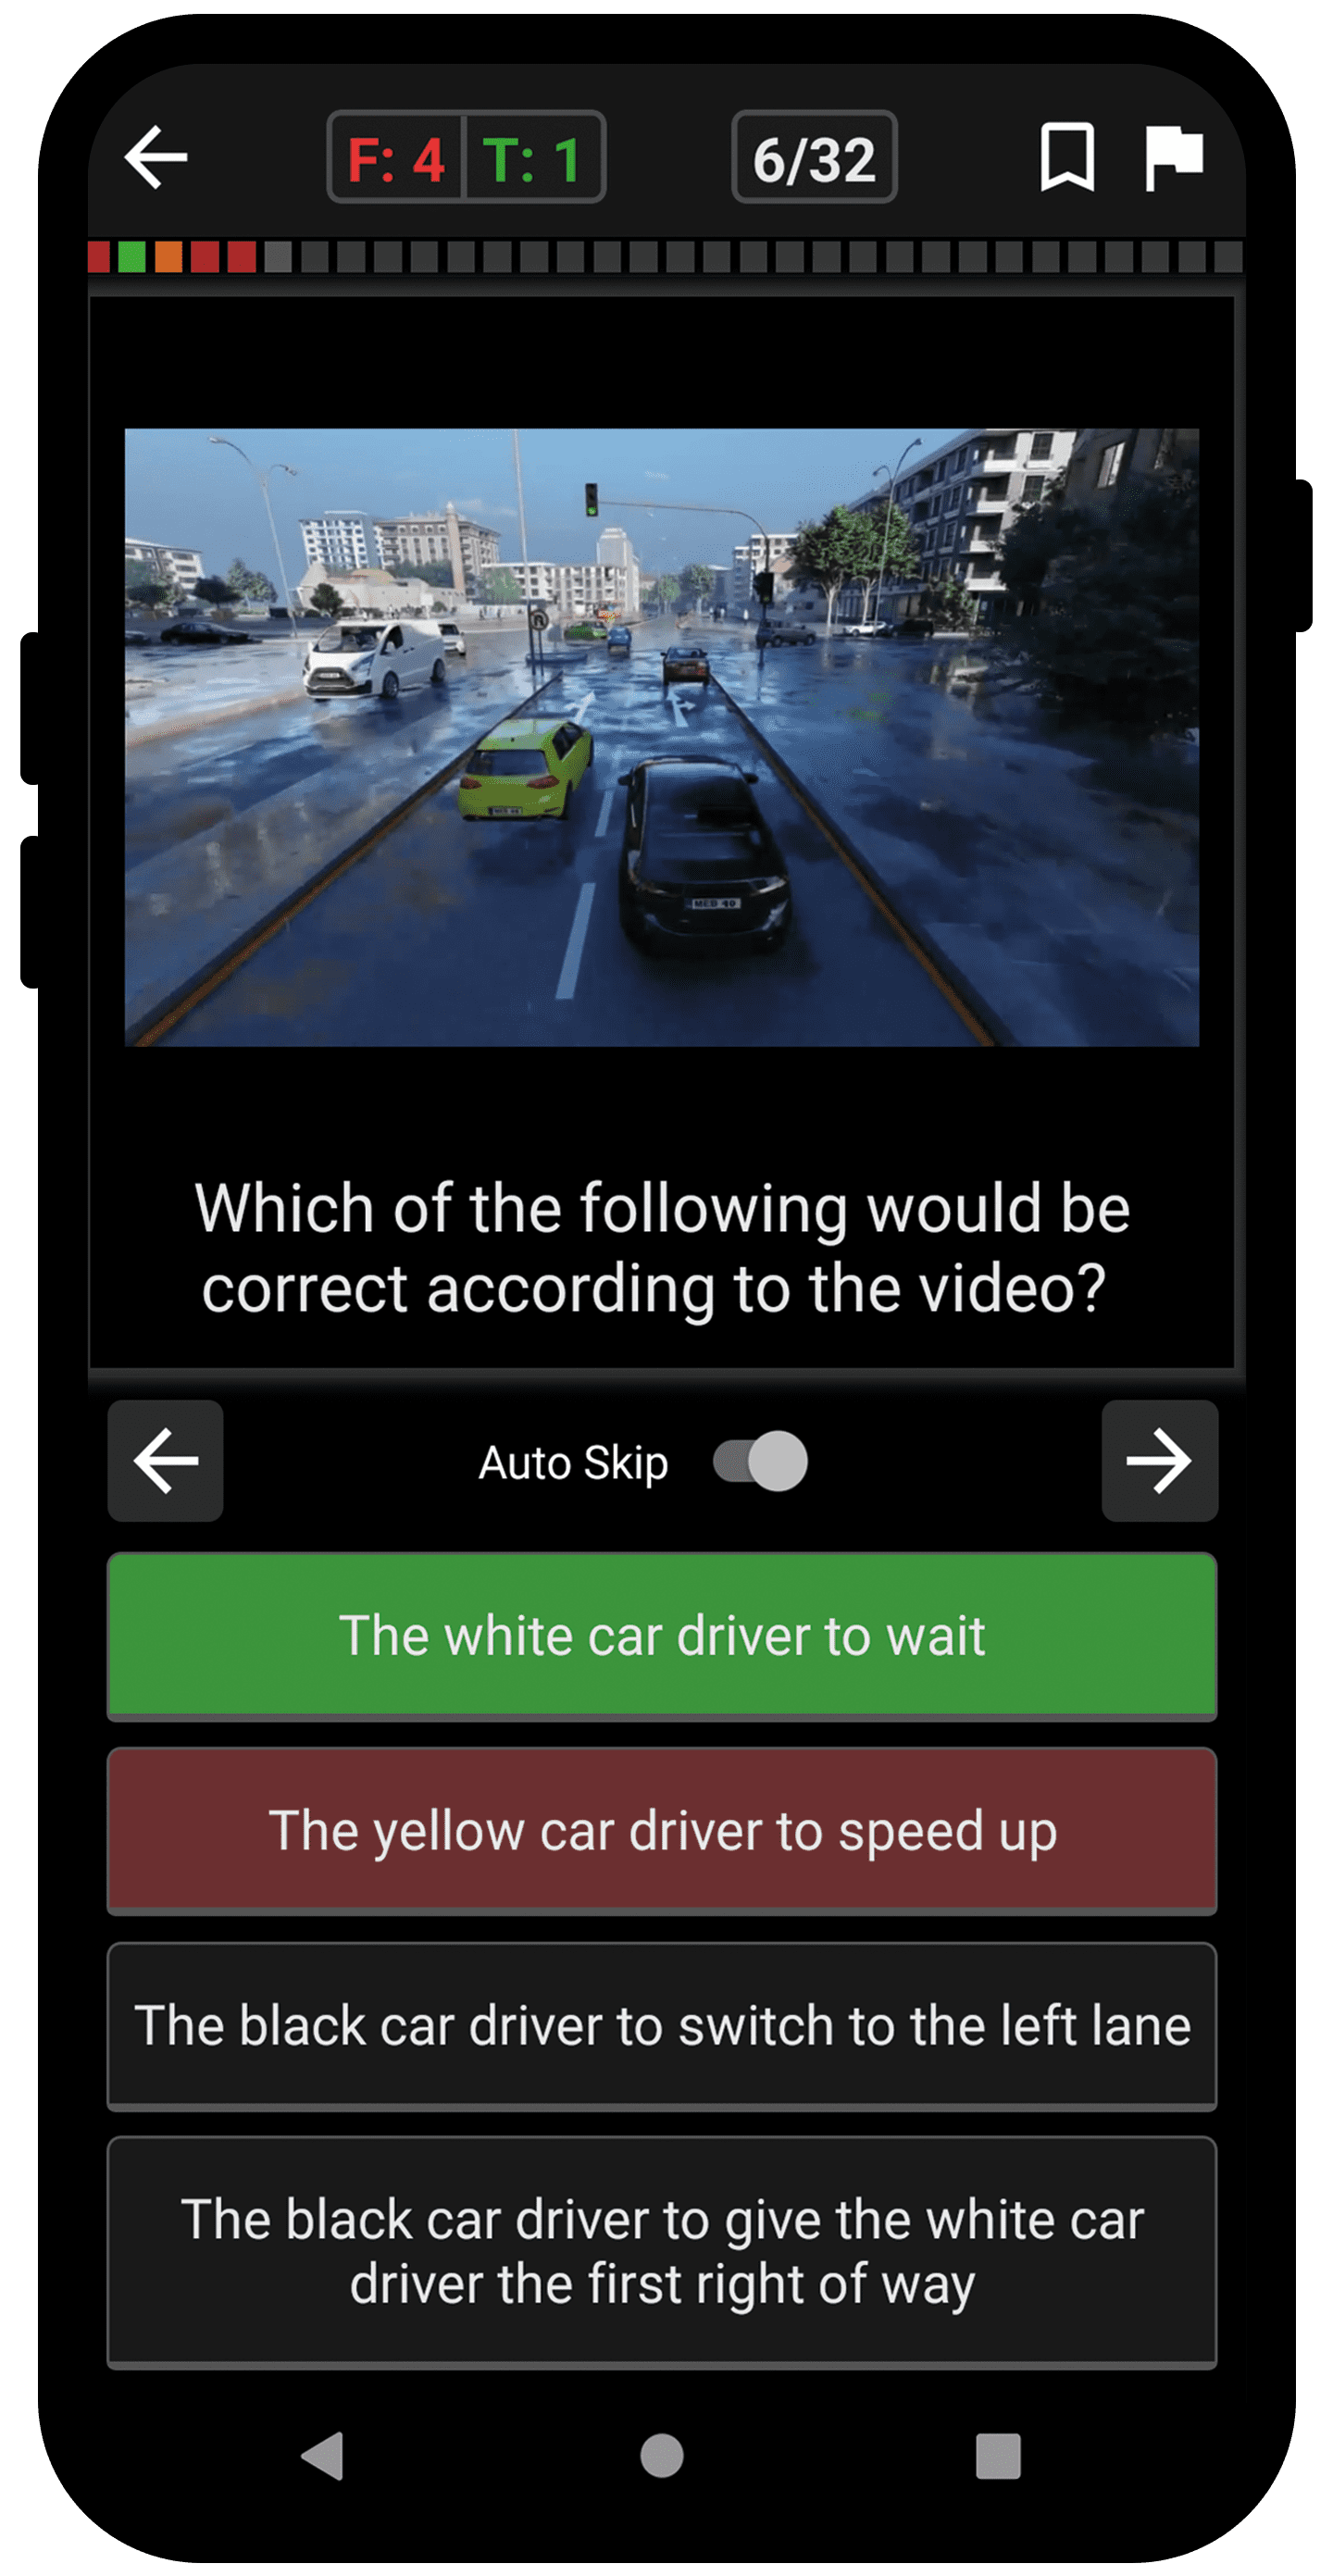 F: 4 T: 1 6/32
MED 40
Which of the following would be
correct according to the video?
Auto Skip
The white car driver to wait
The yellow car driver to speed up
The black car driver to switch to the left lane
The black car driver to give the white car
driver the first right of way